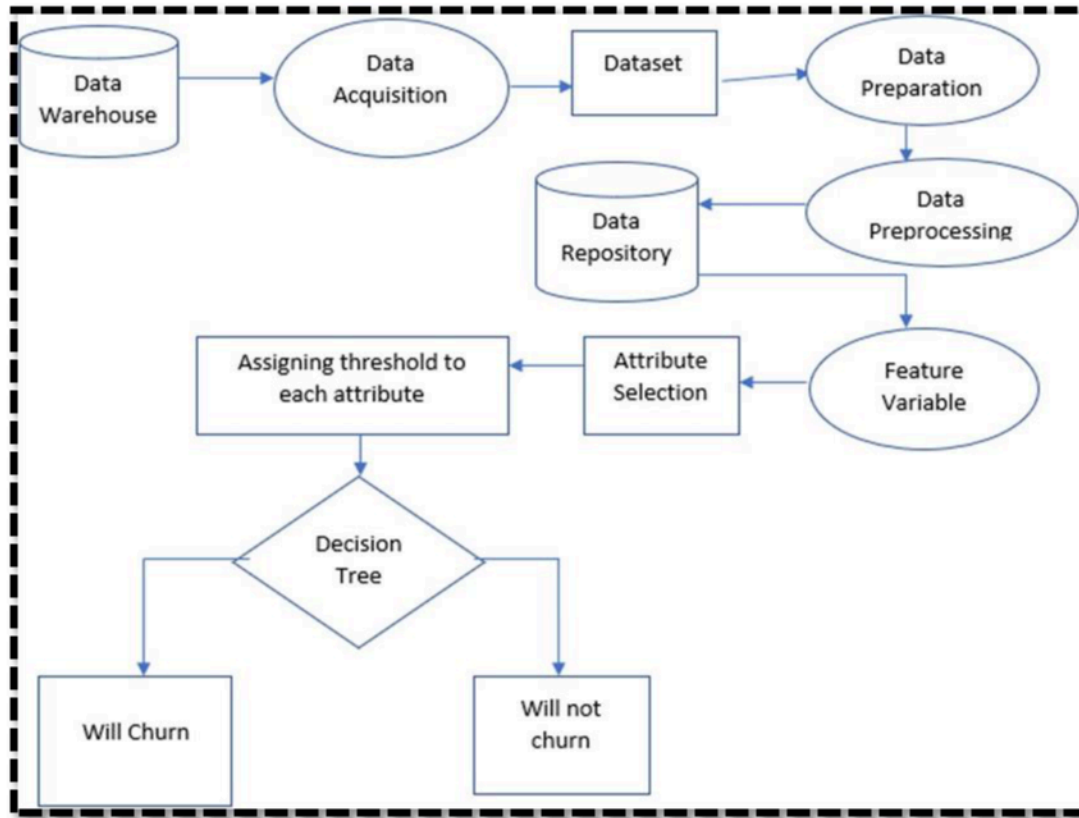 Data
Warehouse
Data
Acquisition
Dataset
Data
Preparation
Data
Preprocessing
Data
Repository
Feature
Variable
Attribute
Selection
Assigning threshold to
each attribute
Decision
Tree
Will Churn
Will not
churn